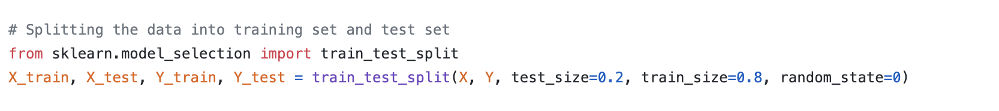 # Splitting the data into training set and test set
from sklearn.model_selection import train_test_split
X_train, X_test, Y_train, Y_test = train_test_split(X, Y, test_size=0.2, train_size=0.8, random_state=0)